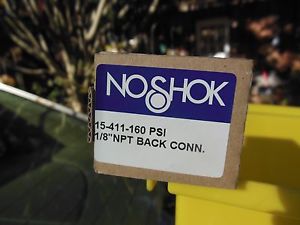 NOSHOK
15-411-160 PSI
1/8"NPT BACK CONN.